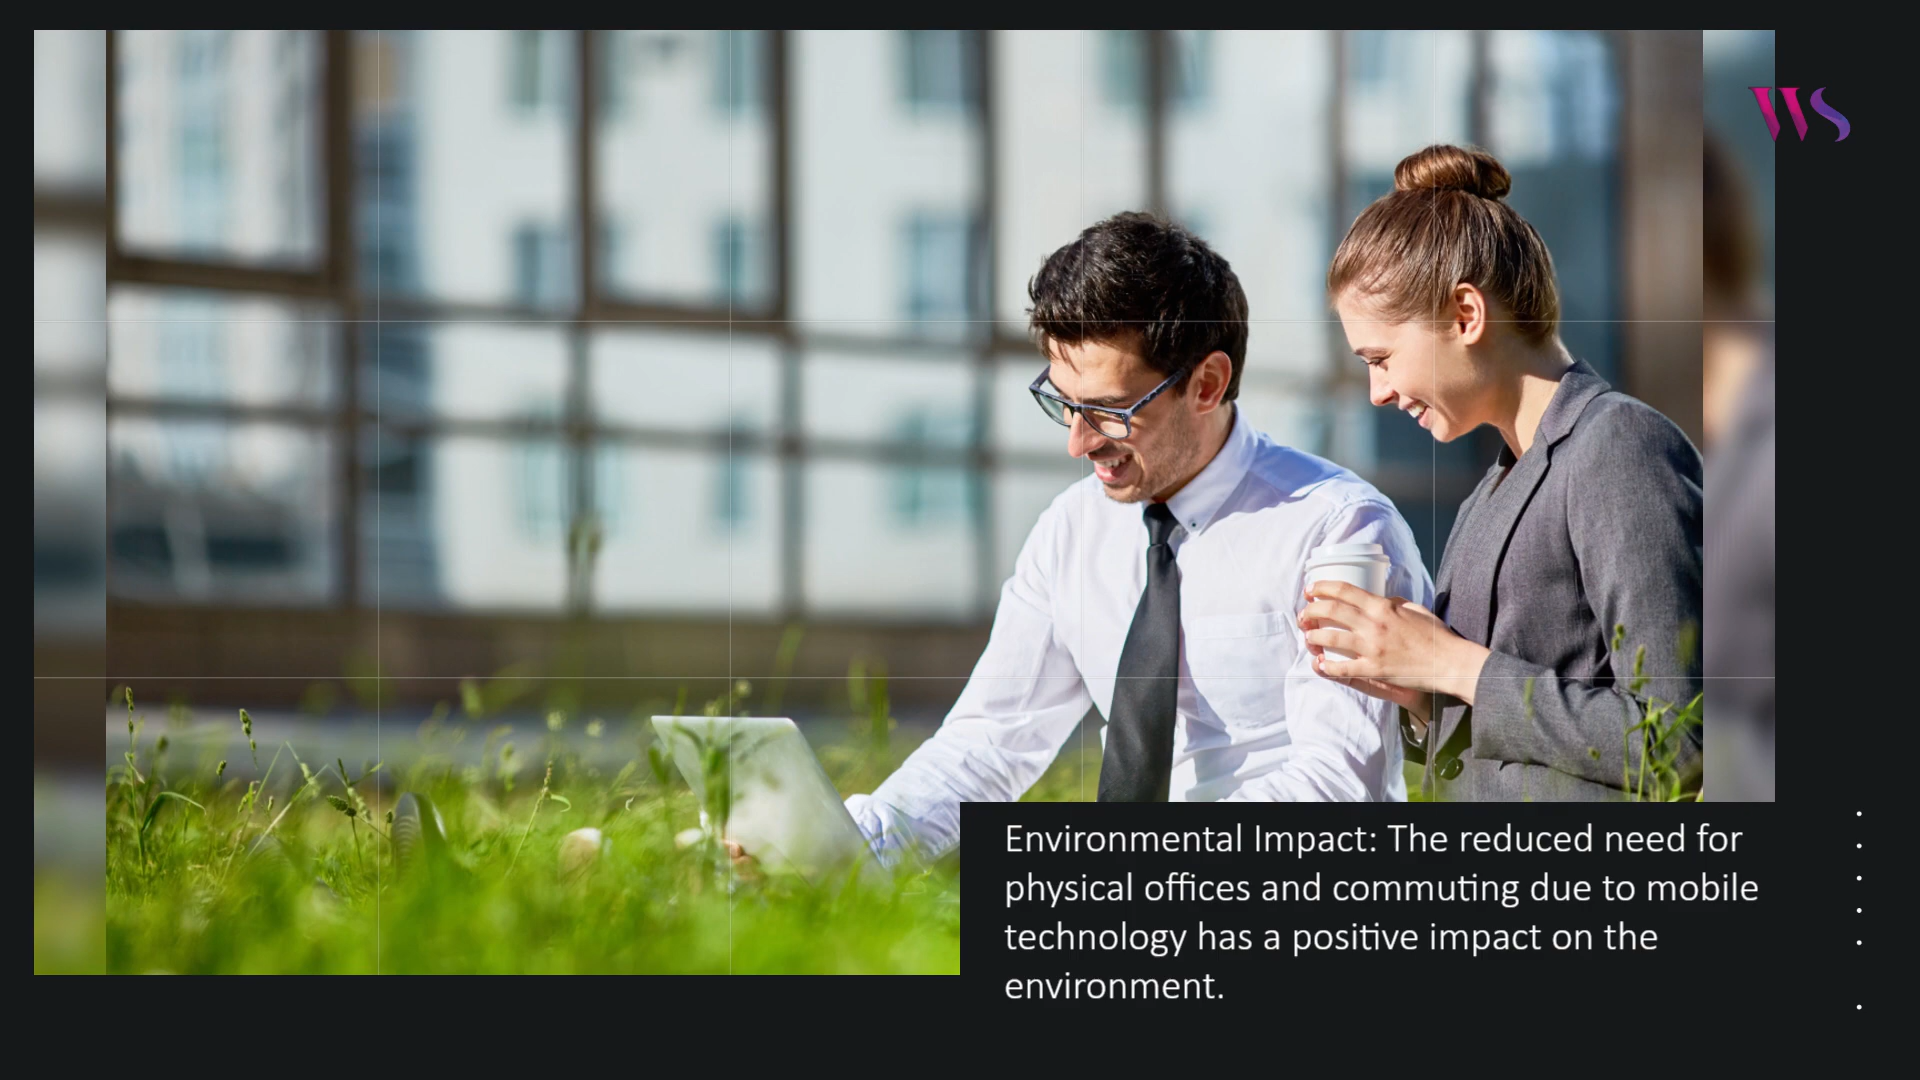 WS
Environmental Impact: The reduced need for
physical offices and commuting due to mobile
technology has a positive impact on the
environment.